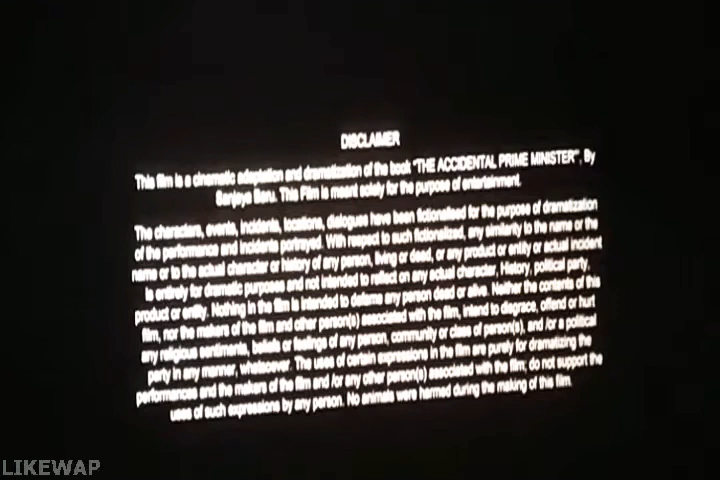 DISCLAIMER
This film is a cinematic adaptation and dramatization of the book "THE ACCIDENTAL PRIME MINISTER", By
Sanjaya Baru. This Film is meant solely for the purpose of entertainment.
The characters, events, incidents, locations, dialogues have been fictionalised for the purpose of dramatization
of the performance and incidents portrayed. With respect to such fictionalised, any similarity to the name or the
name or to the actual character or history of any person, living or dead, or any product or entity or actual incident
is entirely for dramatic purposes and not intended to reflect on any actual character, History, political party,
product or entity. Nothing in the film is intended to defame any person dead or alive. Neither the contents of this
film, nor the makers of the film and other person(s) associated with the film, intend to disgrace, offend or hurt
any religious sentiments, beliefs or feelings of any person, community or class of person(s), and /or a political
party in any manner, whatsoever. The uses of certain expressions in the film are purely for dramatizing the
performances and the makers of the film and /or any other person(s) associated with the film; do not support the
uses of such expressions by any person. No animals were harmed during the making of this film.
LIKEWAP